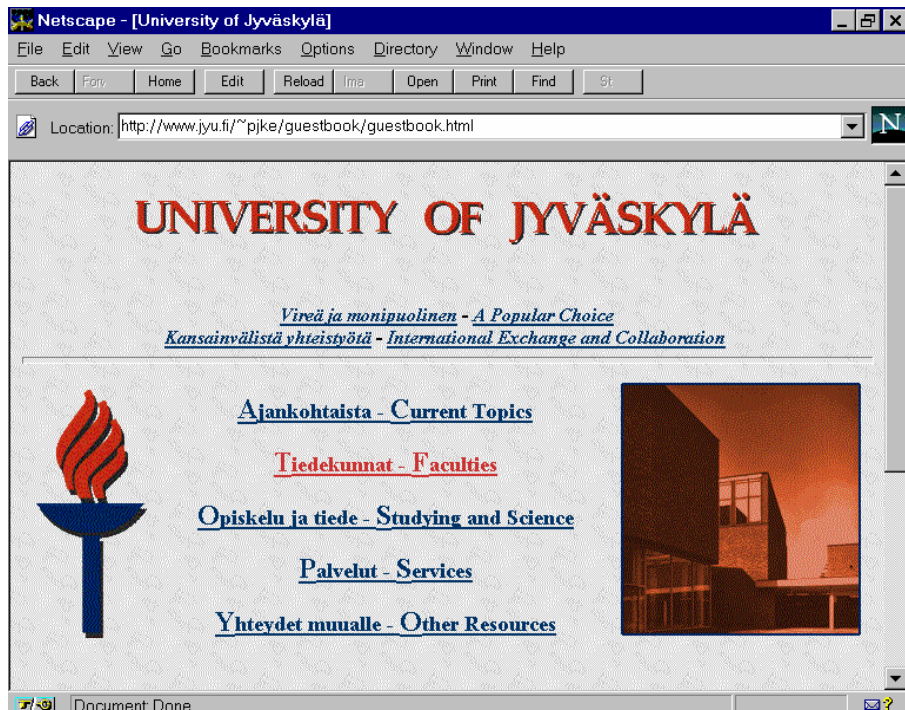 Netscape - [University of Jyväskylä]
File Edit View Go Bookmarks Options Directory Window Help
Back Forw Home Edit Reload Ima Open Print Find St
Location: http://www.jyu.fi/~pjke/guestbook/guestbook.html
N
UNIVERSITY OF JYVÄSKYLÄ
Vireä ja monipuolinen - A Popular Choice
Kansainvälistä yhteistyötä - International Exchange and Collaboration
Ajankohtaista - Current Topics
Tiedekunnat - Faculties
Opiskelu ja tiede - Studying and Science
Palvelut - Services
Yhteydet muualle - Other Resources
Document: Done
?